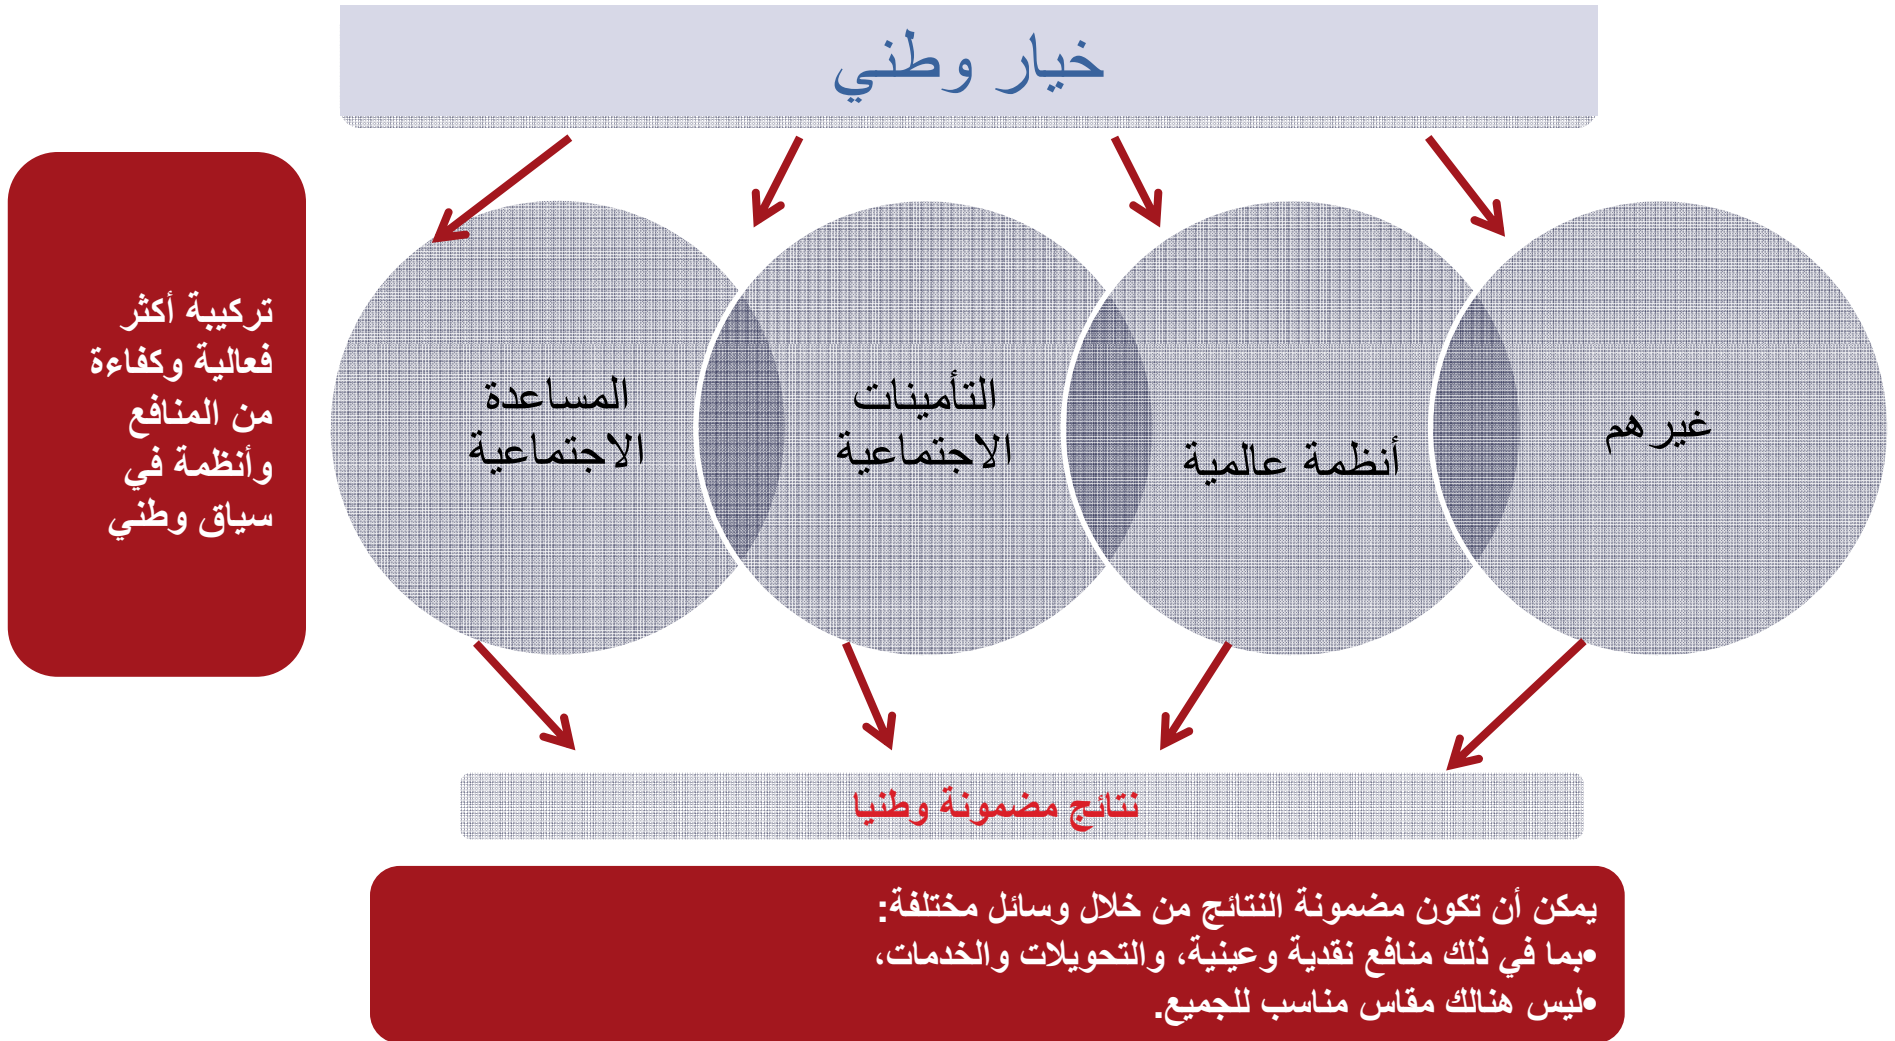 خيار وطني
تركيبة أكثر
فعالية وكفاءة
من المنافع
وأنظمة في
سياق وطني
المساعدة
الاجتماعية
التأمينات
الاجتماعية
أنظمة عالمية
غيرهم
نتائج مضمونة وطنيا
يمكن أن تكون مضمونة النتائج من خلال وسائل مختلفة:
•بما في ذلك منافع نقدية وعينية، والتحويلات والخدمات،
•ليس هنالك مقاس مناسب للجميع.